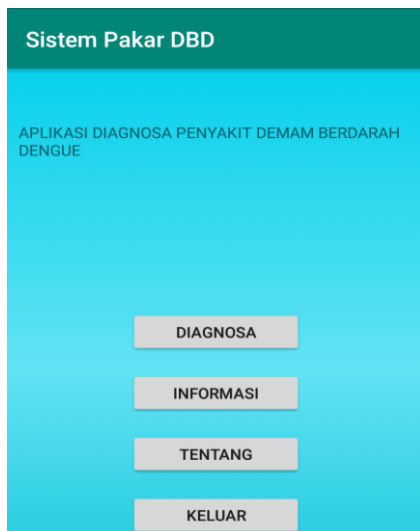 Sistem Pakar DBD
APLIKASI DIAGNOSA PENYAKIT DEMAM BERDARAH
DENGUE
DIAGNOSA
INFORMASI
TENTANG
KELUAR